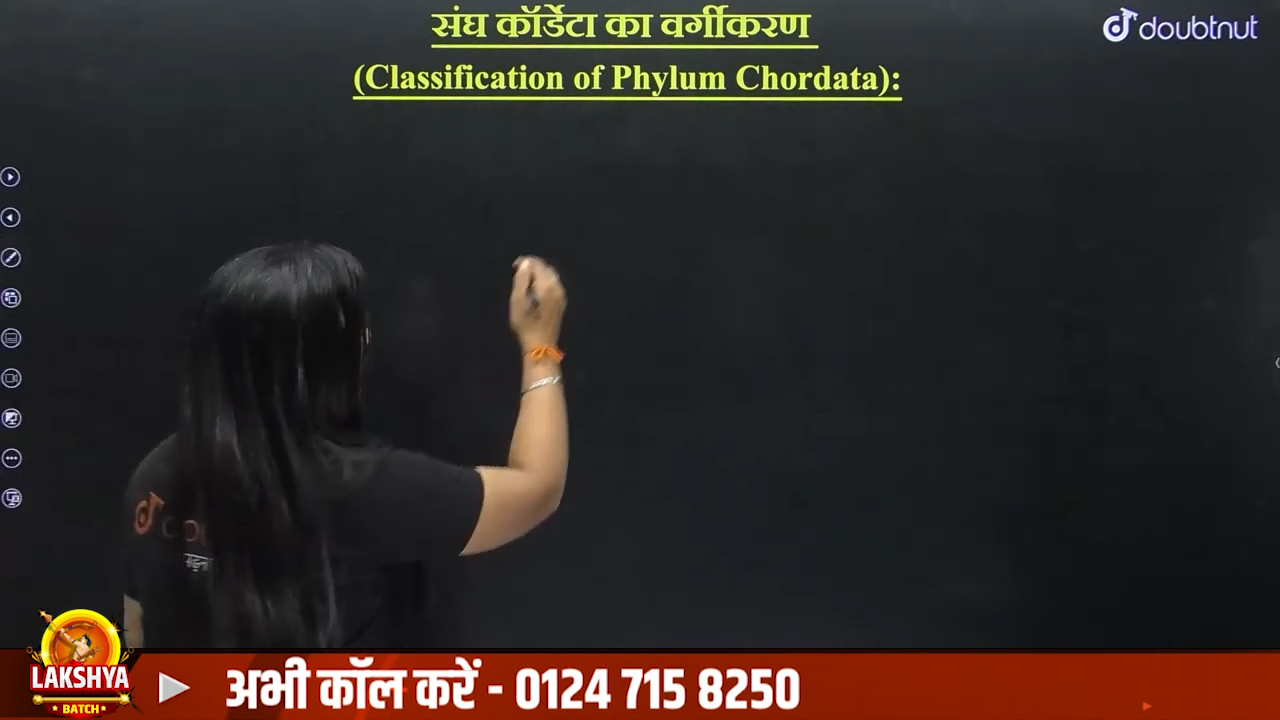 संघ कॉर्डेटा का वर्गीकरण
(Classification of Phylum Chordata):
doubtnut
LAKSHYA
BATCH
अभी कॉल करें - 0124 715 8250